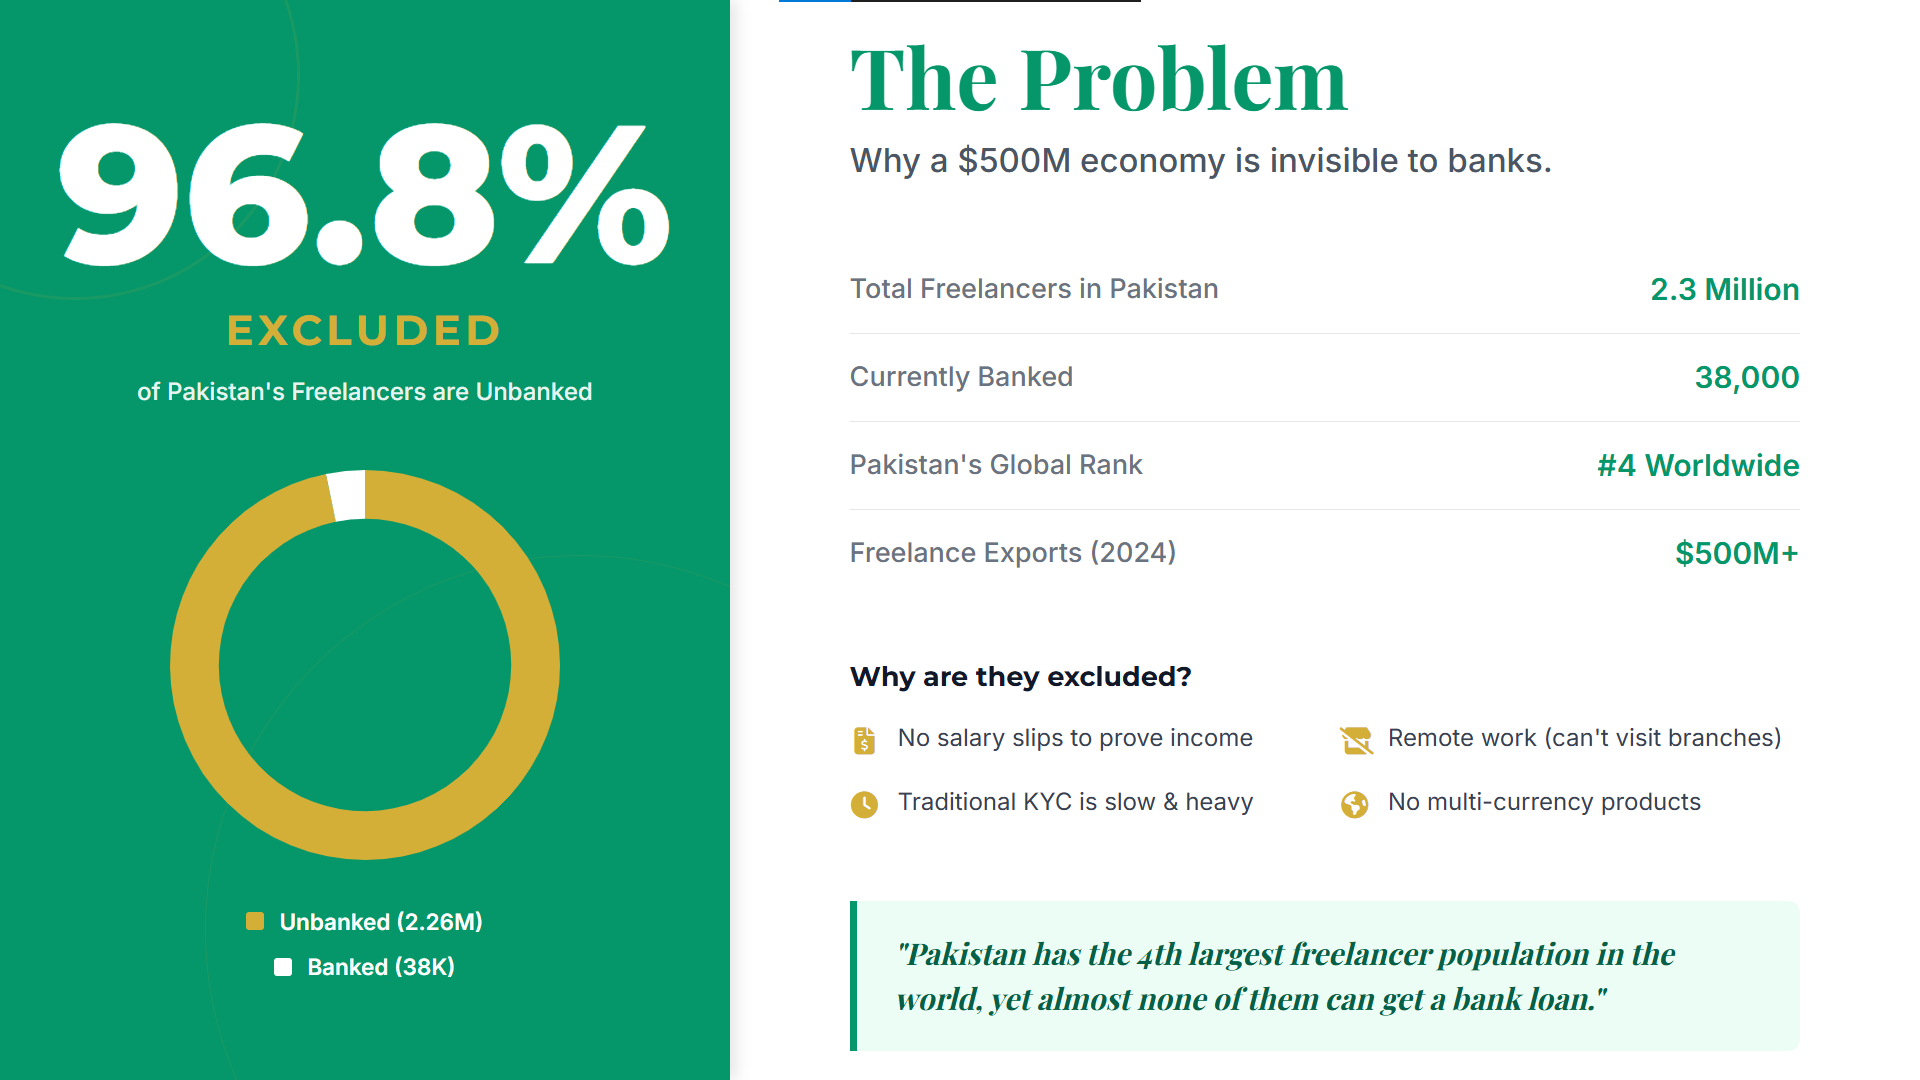 96.8%
EXCLUDED
of Pakistan's Freelancers are Unbanked
Unbanked (2.26M)
Banked (38K)
The Problem
Why a $500M economy is invisible to banks.
Total Freelancers in Pakistan 2.3 Million
Currently Banked 38,000
Pakistan's Global Rank #4 Worldwide
Freelance Exports (2024) $500M+
Why are they excluded?
No salary slips to prove income
Remote work (can't visit branches)
Traditional KYC is slow & heavy
No multi-currency products
"Pakistan has the 4th largest freelancer population in the
world, yet almost none of them can get a bank loan."